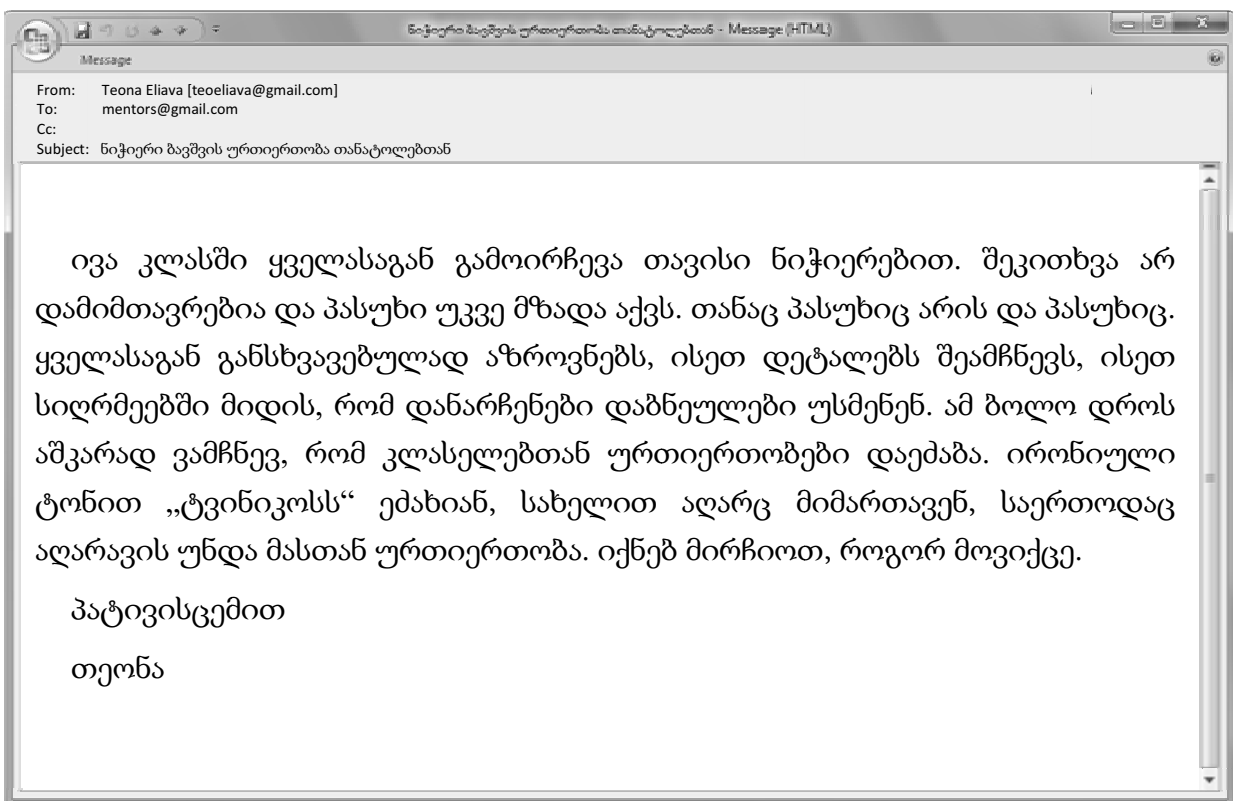 ნიჭიერი ბავშვის ურთიერთობა თანატოლებთან - Message (HTML)
Message
From: Teona Eliava [teoeliava@gmail.com]
To: mentors@gmail.com
Cc:
Subject: ნიჭიერი ბავშვის ურთიერთობა თანატოლებთან
ივა კლასში ყველასაგან გამოირჩევა თავისი ნიჭიერებით. შეკითხვა არ
დამიმთავრებია და პასუხი უკვე მზადა აქვს. თანაც პასუხიც არის და პასუხიც.
ყველასაგან განსხვავებულად აზროვნებს, ისეთ დეტალებს შეამჩნევს, ისეთ
სიღრმეებში მიდის, რომ დანარჩენები დაბნეულები უსმენენ. ამ ბოლო დროს
აშკარად ვამჩნევ, რომ კლასელებთან ურთიერთობები დაეძაბა. ირონიული
ტონით „ტვინიკოსს“ ეძახიან, სახელით აღარც მიმართავენ, საერთოდაც
აღარავის უნდა მასთან ურთიერთობა. იქნებ მირჩიოთ, როგორ მოვიქცე.
პატივისცემით
თეონა